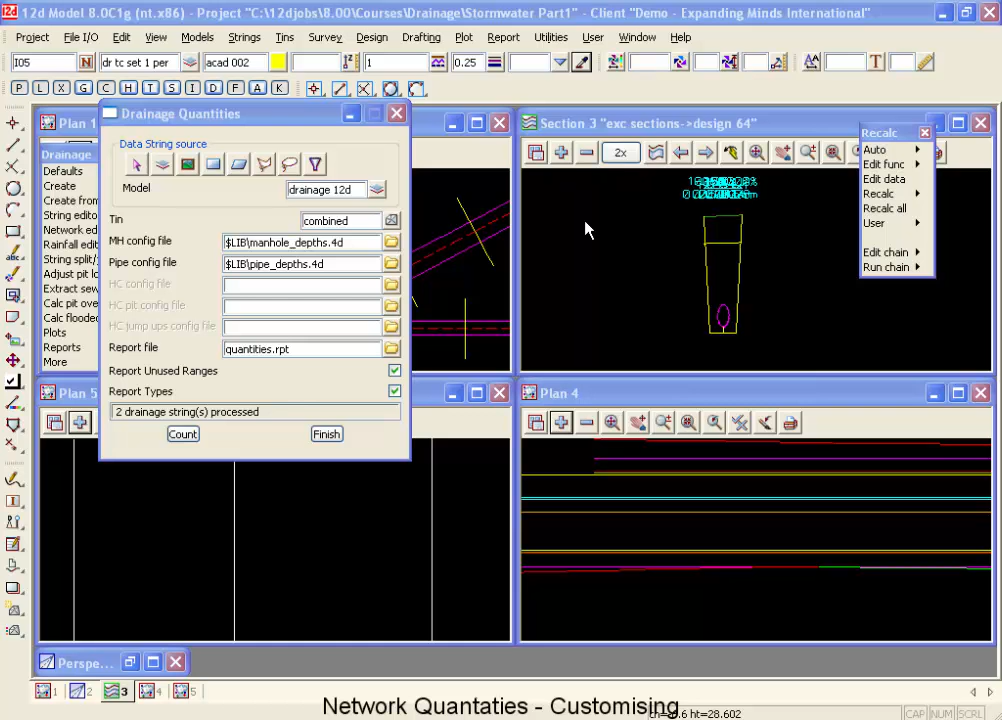 12d Model 8.0C1g (nt.x86) - Project "C:\12djobs\8.00\Courses\Drainage\Stormwater Part1" - Client "Demo - Expanding Minds International"
Project File I/O Edit View Models Strings Tins Survey Design Drafting Plot Report Utilities User Window Help
I05 N dr tc set 1 per acad 002 1 0.25 T
P L X G C H T S I D F A K
Plan 1
Drainage Quantities
Section 3 "exc sections->design 64"
Recalc
Drainage
Defaults
Create
Create from
String edito
Network ed
Rainfall edit
String split/
Adjust pit lo
Extract sew
Calc pit ove
Calc floode
Plots
Reports
More
Data String source
Model drainage 12d
Tin combined
MH config file $LIB\manhole_depths.4d
Pipe config file $LIB\pipe_depths.4d
HC config file
HC pit config file
HC jump ups config file
Report file quantities.rpt
Report Unused Ranges
Report Types
2 drainage string(s) processed
Count Finish
2x
Auto
Edit func
Edit data
Recalc
Recalc all
User
Edit chain
Run chain
Plan 5
Plan 4
Perspe...
1 2 3 4 5
Network Quantaties - Customising
CAP NUM SCRL